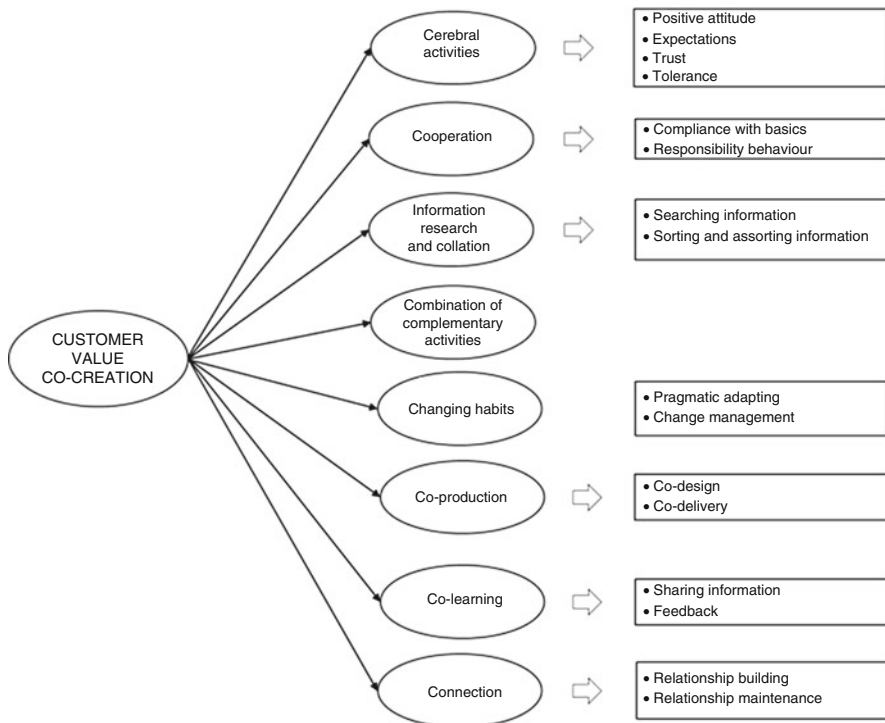 Cerebral
activities
• Positive attitude
• Expectations
• Trust
• Tolerance
Cooperation
• Compliance with basics
• Responsibility behaviour
Information
research
and collation
• Searching information
• Sorting and assorting information
Combination of
complementary
activities
CUSTOMER
VALUE
CO-CREATION
Changing habits
• Pragmatic adapting
• Change management
Co-production
• Co-design
• Co-delivery
Co-learning
• Sharing information
• Feedback
Connection
• Relationship building
• Relationship maintenance